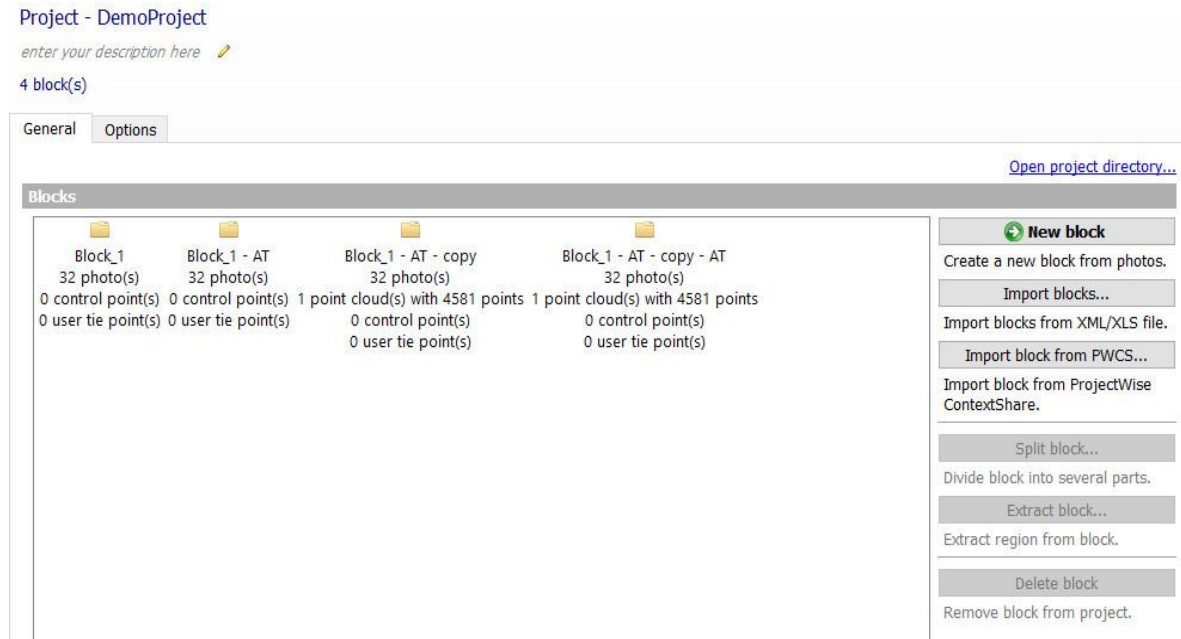 Project - DemoProject
enter your description here
4 block(s)
General Options
Open project directory...
Blocks
Block_1
32 photo(s)
0 control point(s)
0 user tie point(s)
Block_1 - AT
32 photo(s)
0 control point(s)
0 user tie point(s)
Block_1 - AT - copy
32 photo(s)
1 point cloud(s) with 4581 points
0 control point(s)
0 user tie point(s)
Block_1 - AT - copy - AT
32 photo(s)
1 point cloud(s) with 4581 points
0 control point(s)
0 user tie point(s)
New block
Create a new block from photos.
Import blocks...
Import blocks from XML/XLS file.
Import block from PWCS...
Import block from ProjectWise
ContextShare.
Split block...
Divide block into several parts.
Extract block...
Extract region from block.
Delete block
Remove block from project.